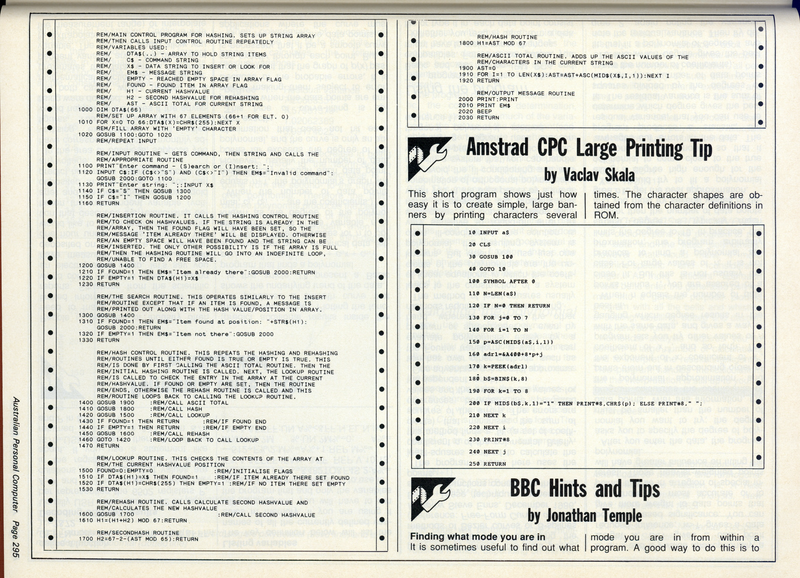 REM/MAIN CONTROL PROGRAM FOR HASHING. SETS UP STRING ARRAY
REM/THEN CALLS INPUT CONTROL ROUTINE REPEATEDLY
REM/VARIABLES USED:
REM/ DTA$(..) - ARRAY TO HOLD STRING ITEMS
REM/ C$ - COMMAND STRING
REM/ X$ - DATA STRING TO INSERT OR LOOK FOR
REM/ EM$ - MESSAGE STRING
REM/ EMPTY - REACHED EMPTY SPACE IN ARRAY FLAG
REM/ FOUND - FOUND ITEM IN ARRAY FLAG
REM/ H1 - CURRENT HASHVALUE
REM/ H2 - SECOND HASHVALUE FOR REHASHING
REM/ AST - ASCII TOTAL FOR CURRENT STRING
1000 DIM DTA$(66)
REM/SET UP ARRAY WITH 67 ELEMENTS (66+1 FOR ELT. 0)
1010 FOR X=0 TO 66:DTA$(X)=CHR$(255):NEXT X
REM/FILL ARRAY WITH 'EMPTY' CHARACTER
1020 GOSUB 1100:GOTO 1020
REM/REPEAT INPUT
REM/INPUT ROUTINE - GETS COMMAND, THEN STRING AND CALLS THE
REM/APPROPRIATE ROUTINE
1100 PRINT"Enter command - (S)earch or (I)nsert: ";
1120 INPUT C$:IF (C$<>"S") AND (C$<>"I") THEN EM$="Invalid command":
GOSUB 2000:GOTO 1100
1130 PRINT"Enter string: ";:INPUT X$
1140 IF C$="S" THEN GOSUB 1300
1150 IF C$="I" THEN GOSUB 1200
1160 RETURN
REM/INSERTION ROUTINE. IT CALLS THE HASHING CONTROL ROUTINE
REM/TO CHECK ON HASHVALUES. IF THE STRING IS ALREADY IN THE
REM/ARRAY, THEN THE FOUND FLAG WILL HAVE BEEN SET, SO THE
REM/MESSAGE 'ITEM ALREADY THERE' WILL BE DISPLAYED. OTHERWISE
REM/AN EMPTY SPACE WILL HAVE BEEN FOUND AND THE STRING CAN BE
REM/INSERTED. THE ONLY OTHER POSSIBILITY IS IF THE ARRAY IS FULL
REM/THEN THE HASHING ROUTINE WILL GO INTO AN INDEFINITE LOOP,
REM/UNABLE TO FIND A FREE SPACE.
1200 GOSUB 1400
1210 IF FOUND=1 THEN EM$="Item already there":GOSUB 2000:RETURN
1220 IF EMPTY=1 THEN DTA$(H1)=X$
1230 RETURN
REM/THE SEARCH ROUTINE. THIS OPERATES SIMILARLY TO THE INSERT
REM/ROUTINE EXCEPT THAT IF AN ITEM IS FOUND, A MESSAGE IS
REM/PRINTED OUT ALONG WITH THE HASH VALUE/POSITION IN ARRAY.
1300 GOSUB 1400
1310 IF FOUND=1 THEN EM$="Item found at position: "+STR$(H1):
GOSUB 2000:RETURN
1320 IF EMPTY=1 THEN EM$="Item not there":GOSUB 2000
1330 RETURN
REM/HASH CONTROL ROUTINE. THIS REPEATS THE HASHING AND REHASHING
REM/ROUTINES UNTIL EITHER FOUND IS TRUE OR EMPTY IS TRUE. THIS
REM/IS DONE BY FIRST CALLING THE ASCII TOTAL ROUTINE. THEN THE
REM/INITIAL HASHING ROUTINE IS CALLED. NEXT, THE LOOKUP ROUTINE
REM/IS CALLED TO CHECK THE ENTRY IN THE ARRAY AT THE CURRENT
REM/HASHVALUE. IF FOUND OR EMPTY ARE SET, THEN THE ROUTINE
REM/ENDS, OTHERWISE THE REHASH ROUTINE IS CALLED AND THIS
REM/ROUTINE LOOPS BACK TO CALLING THE LOOKUP ROUTINE.
1400 GOSUB 1900 :REM/CALL ASCII TOTAL
1410 GOSUB 1800 :REM/CALL HASH
1420 GOSUB 1500 :REM/CALL LOOKUP
1430 IF FOUND=1 THEN RETURN :REM/IF FOUND END
1440 IF EMPTY=1 THEN RETURN :REM/IF EMPTY END
1450 GOSUB 1600 :REM/CALL REHASH
1460 GOTO 1420 :REM/LOOP BACK TO CALL LOOKUP
1470 RETURN
REM/LOOKUP ROUTINE. THIS CHECKS THE CONTENTS OF THE ARRAY AT
REM/THE CURRENT HASHVALUE POSITION
1500 FOUND=0:EMPTY=0 :REM/INITIALISE FLAGS
1510 IF DTA$(H1)=X$ THEN FOUND=1 :REM/IF ITEM ALREADY THERE SET FOUND
1520 IF DTA$(H1)=CHR$(255) THEN EMPTY=1 :REM/IF NO ITEM THERE SET EMPTY
1530 RETURN
REM/REHASH ROUTINE. CALLS CALCULATE SECOND HASHVALUE AND
REM/CALCULATES THE NEW HASHVALUE
1600 GOSUB 1700 :REM/CALL SECOND HASHVALUE
1610 H1=(H1+H2) MOD 67:RETURN
REM/SECONDHASH ROUTINE
1700 H2=67-2-(AST MOD 65):RETURN
REM/HASH ROUTINE
1800 H1=AST MOD 67
REM/ASCII TOTAL ROUTINE. ADDS UP THE ASCII VALUES OF THE
REM/CHARACTERS IN THE CURRENT STRING
1900 AST=0
1910 FOR I=1 TO LEN(X$):AST=AST+ASC(MID$(X$,I,1)):NEXT I
1920 RETURN
REM/OUTPUT MESSAGE ROUTINE
2000 PRINT:PRINT
2010 PRINT EM$
2020 BEEP
2030 RETURN
Amstrad CPC Large Printing Tip
by Vaclav Skala
This short program shows just how
easy it is to create simple, large ban-
ners by printing characters several
times. The character shapes are ob-
tained from the character definitions in
ROM.
10 INPUT a$
20 CLS
30 GOSUB 100
40 GOTO 10
100 SYMBOL AFTER 0
110 N=LEN(a$)
120 IF N=0 THEN RETURN
130 FOR j=0 TO 7
140 FOR i=1 TO N
150 p=ASC(MID$(a$,i,1))
160 adr1=&A400+8*p+j
170 k=PEEK(adr1)
180 b$=BIN$(k,8)
190 FOR k=1 TO 8
200 IF MID$(b$,k,1)="1" THEN PRINT#8,CHR$(p); ELSE PRINT#8," ";
210 NEXT k
220 NEXT i
230 PRINT#8
240 NEXT j
250 RETURN
BBC Hints and Tips
by Jonathan Temple
Finding what mode you are in
It is sometimes useful to find out what
mode you are in from within a
program. A good way to do this is to
Australian Personal Computer Page 295